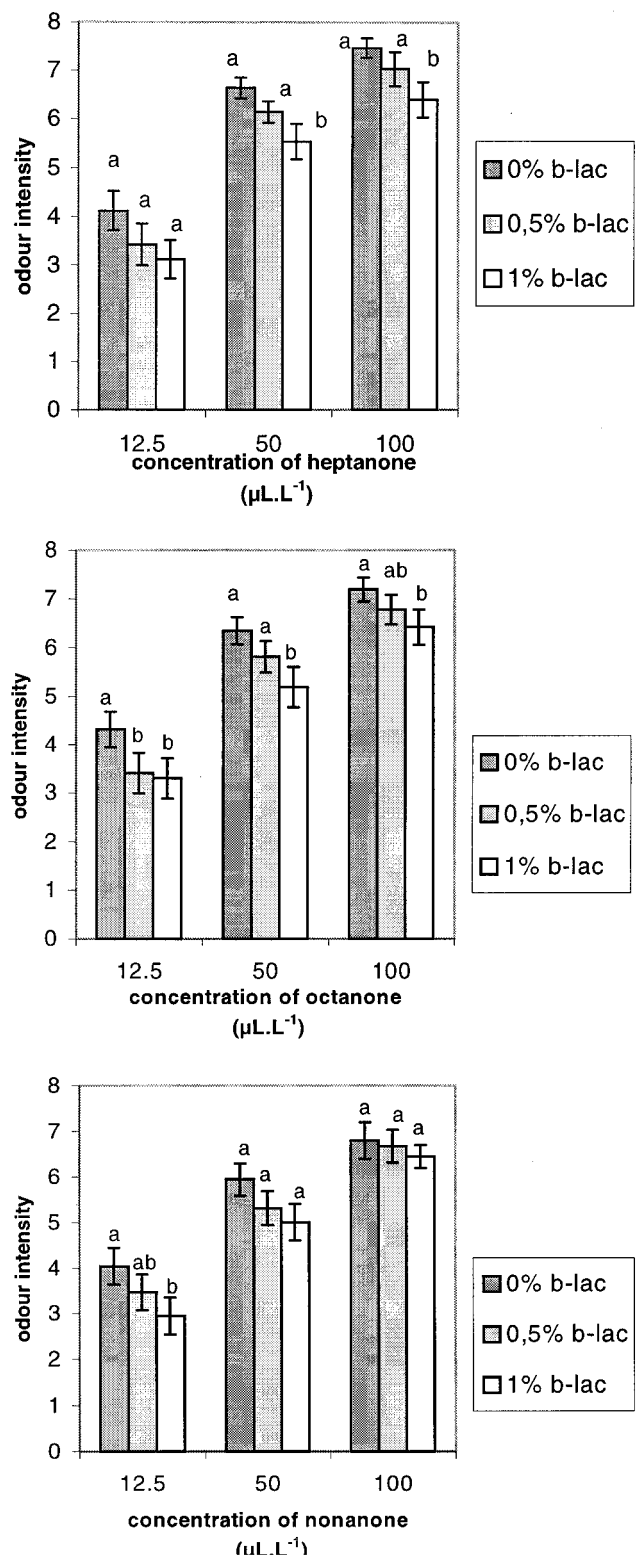 8
7
6
5
4
3
2
1
0
odour intensity
a a a
a a b
a a b
12.5 50 100
concentration of heptanone
(µL.L-1)
0% b-lac
0,5% b-lac
1% b-lac
8
7
6
5
4
3
2
1
0
odour intensity
a b b
a a b
a ab b
12.5 50 100
concentration of octanone
(µL.L-1)
0% b-lac
0,5% b-lac
1% b-lac
8
7
6
5
4
3
2
1
0
odour intensity
a ab b
a a a
a a a
12.5 50 100
concentration of nonanone
(µL.L-1)
0% b-lac
0,5% b-lac
1% b-lac